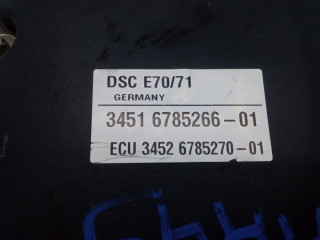 DSC E70/71
GERMANY
3451 6785266-01
ECU 3452 6785270-01